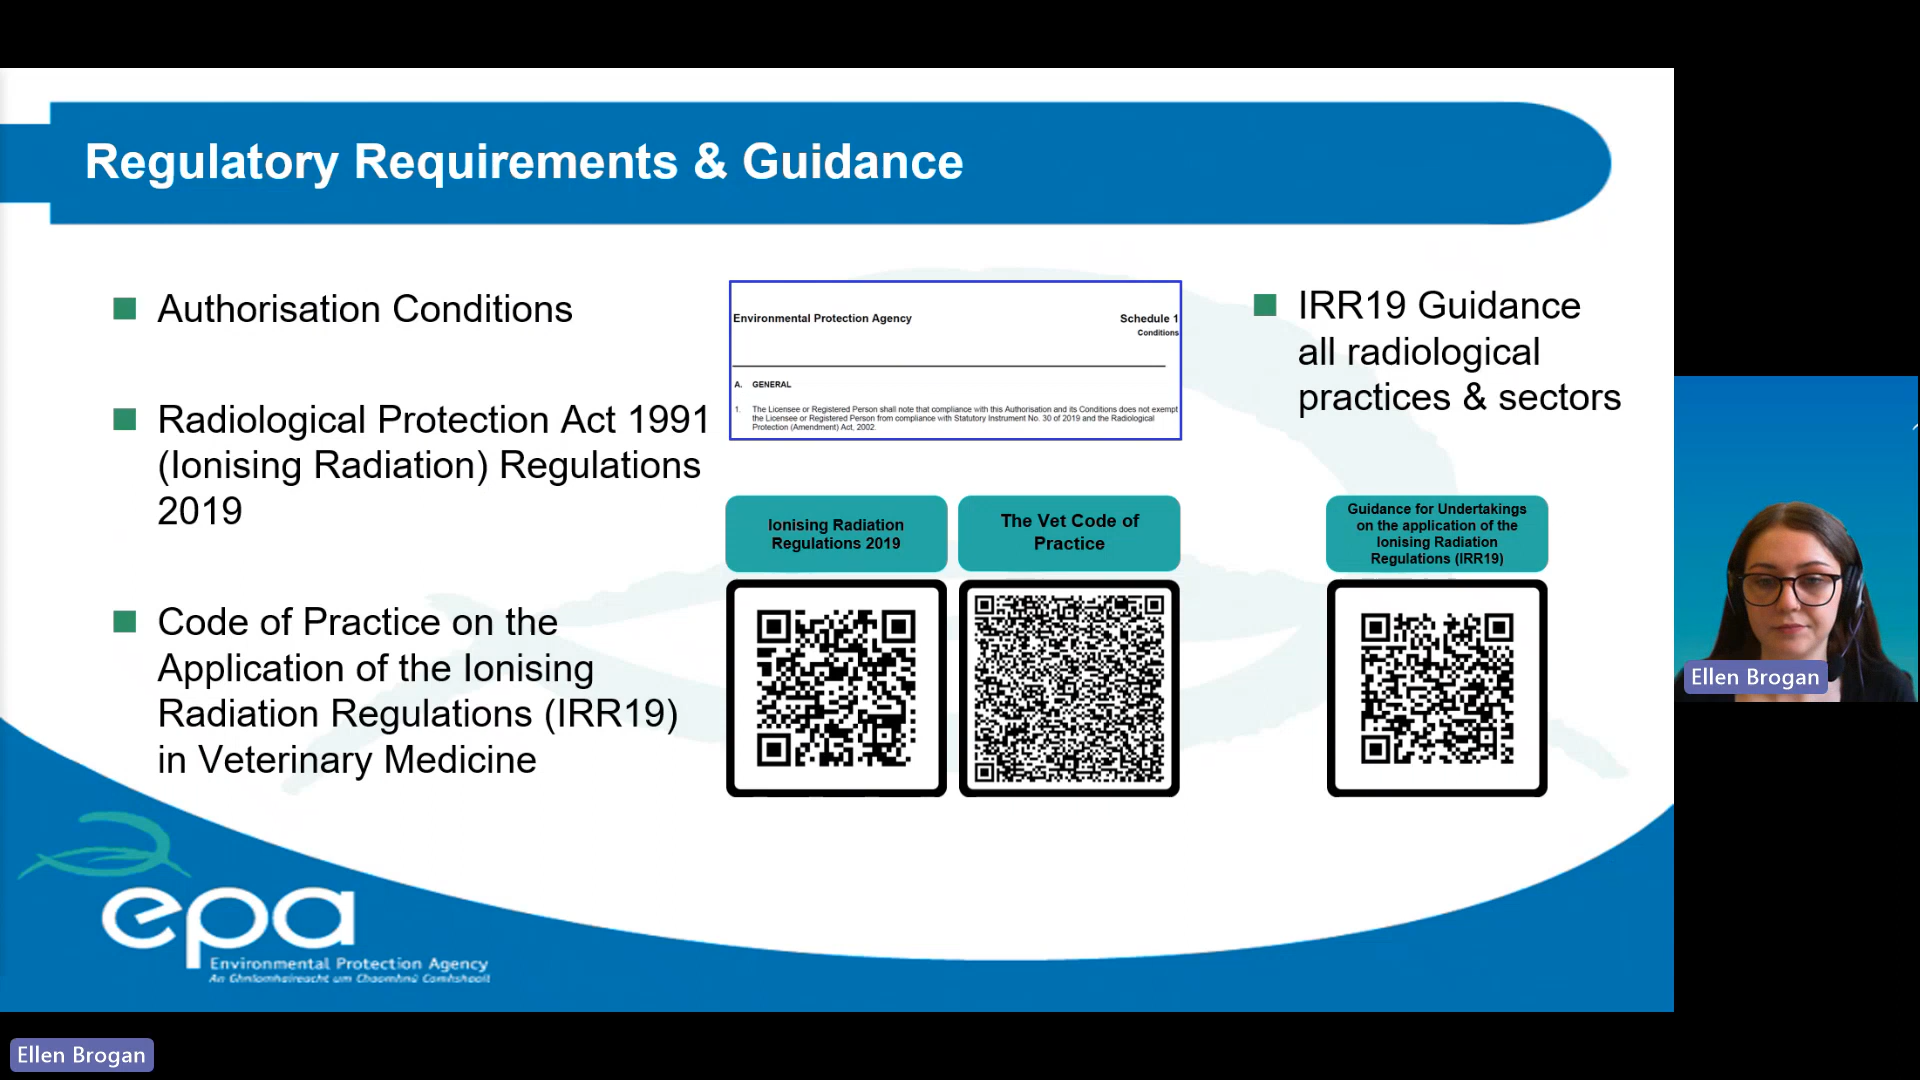 Regulatory Requirements & Guidance
Authorisation Conditions
Radiological Protection Act 1991
(Ionising Radiation) Regulations
2019
Code of Practice on the
Application of the Ionising
Radiation Regulations (IRR19)
in Veterinary Medicine
Environmental Protection Agency
Schedule 1
Conditions
A. GENERAL
1. The Licensee or Registered Person shall note that compliance with this Authorisation and its Conditions does not exempt
the Licensee or Registered Person from compliance with Statutory Instrument No. 30 of 2019 and the Radiological
Protection (Amendment) Act, 2002.
Ionising Radiation
Regulations 2019
The Vet Code of
Practice
IRR19 Guidance
all radiological
practices & sectors
Guidance for Undertakings
on the application of the
Ionising Radiation
Regulations (IRR19)
epa
Environmental Protection Agency
An Ghníomhaireacht um Chaomhnú Comhshaoil
Ellen Brogan
Ellen Brogan